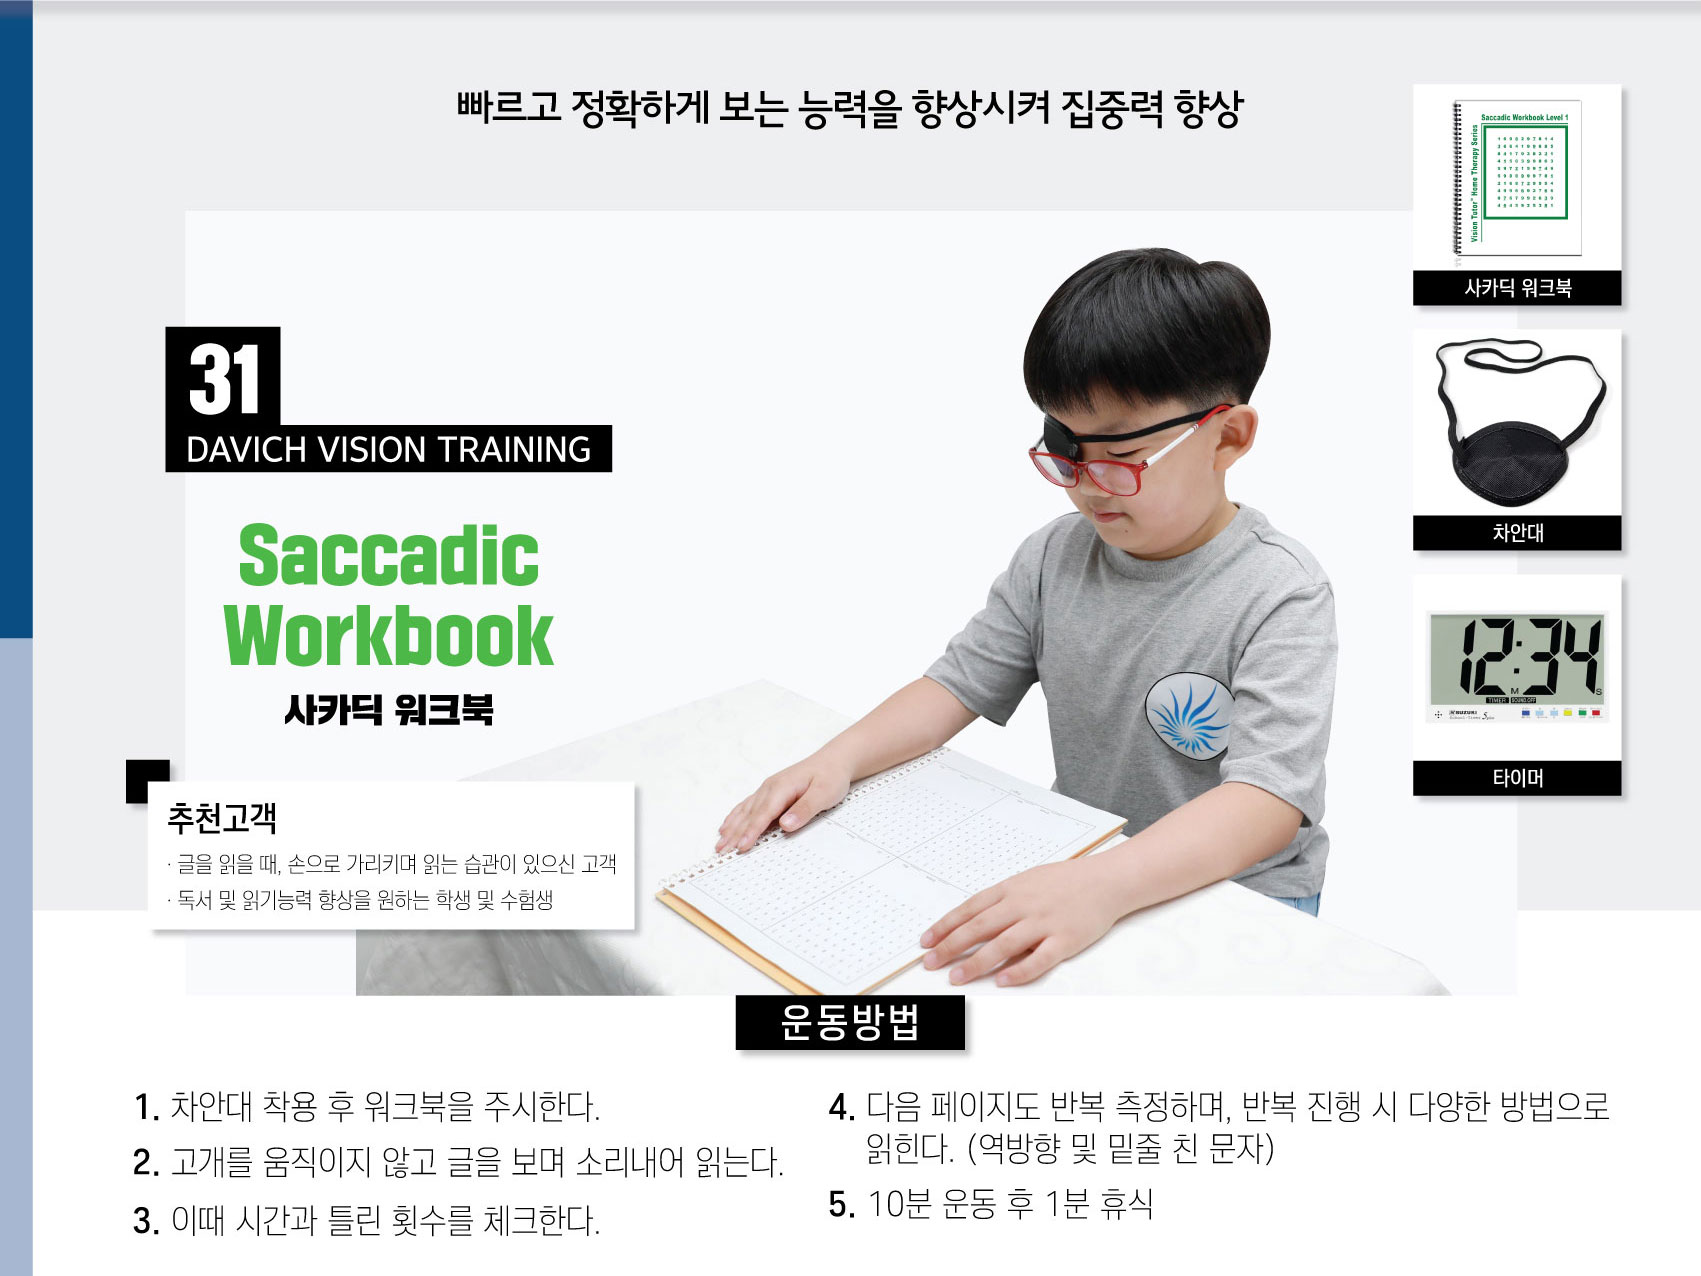 빠르고 정확하게 보는 능력을 향상시켜 집중력 향상
Saccadic Workbook Level 1
Vision Tutor™ Home Therapy Series
사카딕 워크북
31
DAVICH VISION TRAINING
차안대
Saccadic
Workbook
사카딕 워크북
12:34
M
S
TIMER
SOUND OFF
SUZUKI
타이머
추천고객
· 글을 읽을 때, 손으로 가리키며 읽는 습관이 있으신 고객
· 독서 및 읽기능력 향상을 원하는 학생 및 수험생
운동방법
1. 차안대 착용 후 워크북을 주시한다.
2. 고개를 움직이지 않고 글을 보며 소리내어 읽는다.
3. 이때 시간과 틀린 횟수를 체크한다.
4. 다음 페이지도 반복 측정하며, 반복 진행 시 다양한 방법으로
읽힌다. (역방향 및 밑줄 친 문자)
5. 10분 운동 후 1분 휴식